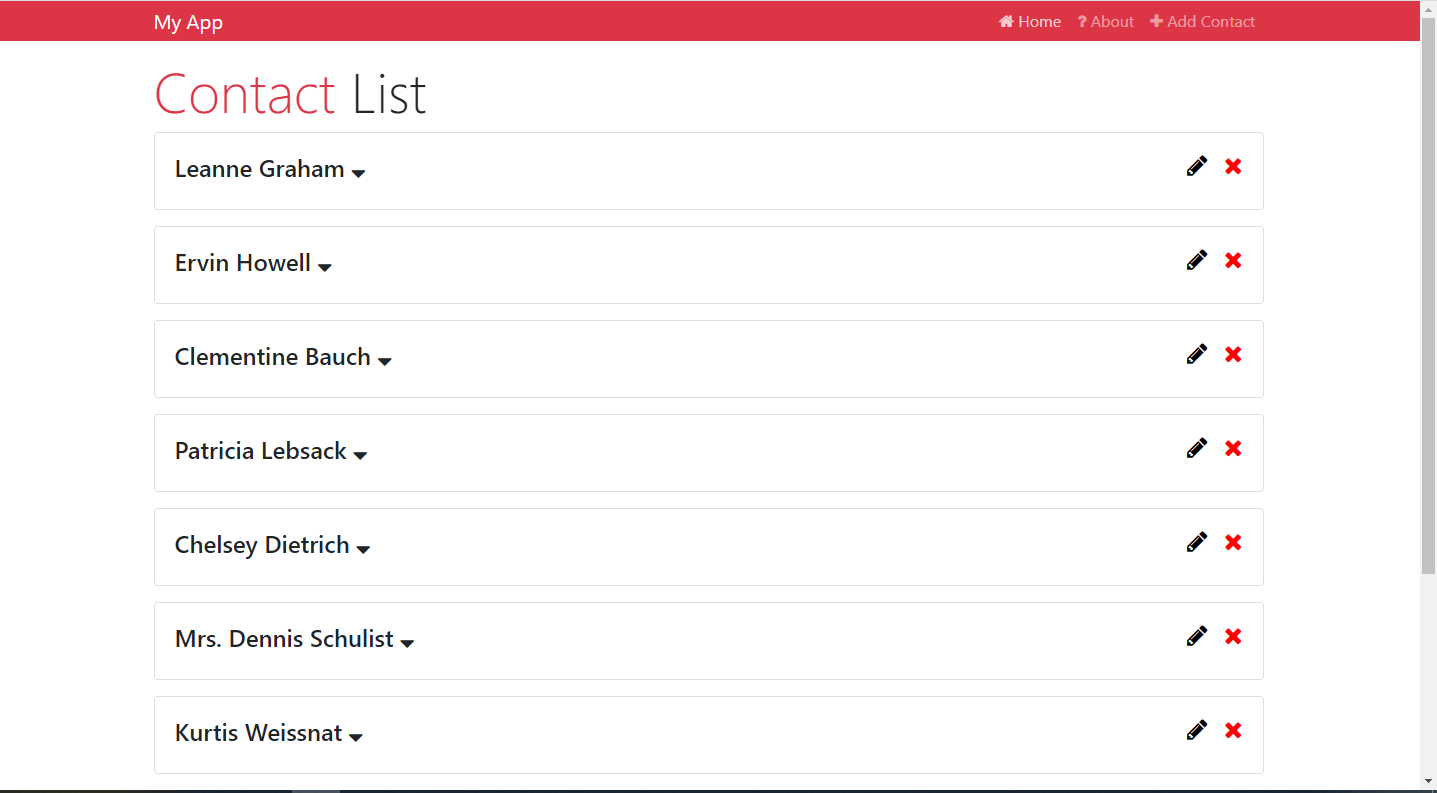 My App
Home ? About Add Contact
Contact List
Leanne Graham
Ervin Howell
Clementine Bauch
Patricia Lebsack
Chelsey Dietrich
Mrs. Dennis Schulist
Kurtis Weissnat